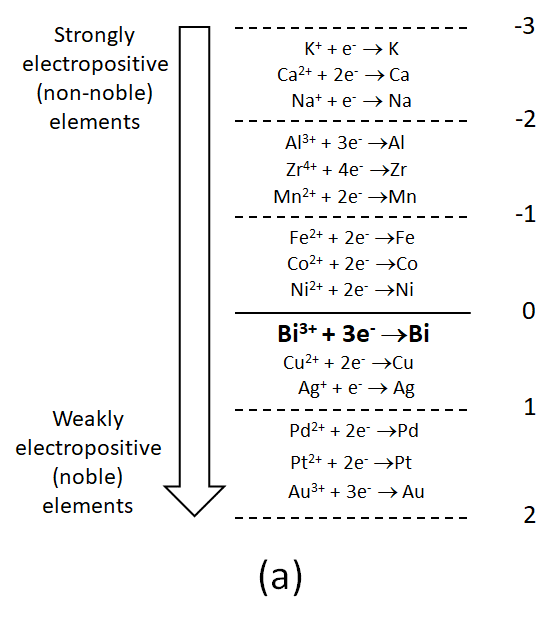 Strongly
electropositive
(non-noble)
elements
-3
K⁺ + e⁻ → K
Ca²⁺ + 2e⁻ → Ca
Na⁺ + e⁻ → Na
-2
Al³⁺ + 3e⁻ →Al
Zr⁴⁺ + 4e⁻ →Zr
Mn²⁺ + 2e⁻ →Mn
-1
Fe²⁺ + 2e⁻ →Fe
Co²⁺ + 2e⁻ →Co
Ni²⁺ + 2e⁻ →Ni
0
Bi³⁺ + 3e⁻ →Bi
Cu²⁺ + 2e⁻ →Cu
Ag⁺ + e⁻ → Ag
1
Weakly
electropositive
(noble)
elements
Pd²⁺ + 2e⁻ →Pd
Pt²⁺ + 2e⁻ →Pt
Au³⁺ + 3e⁻ → Au
2
(a)